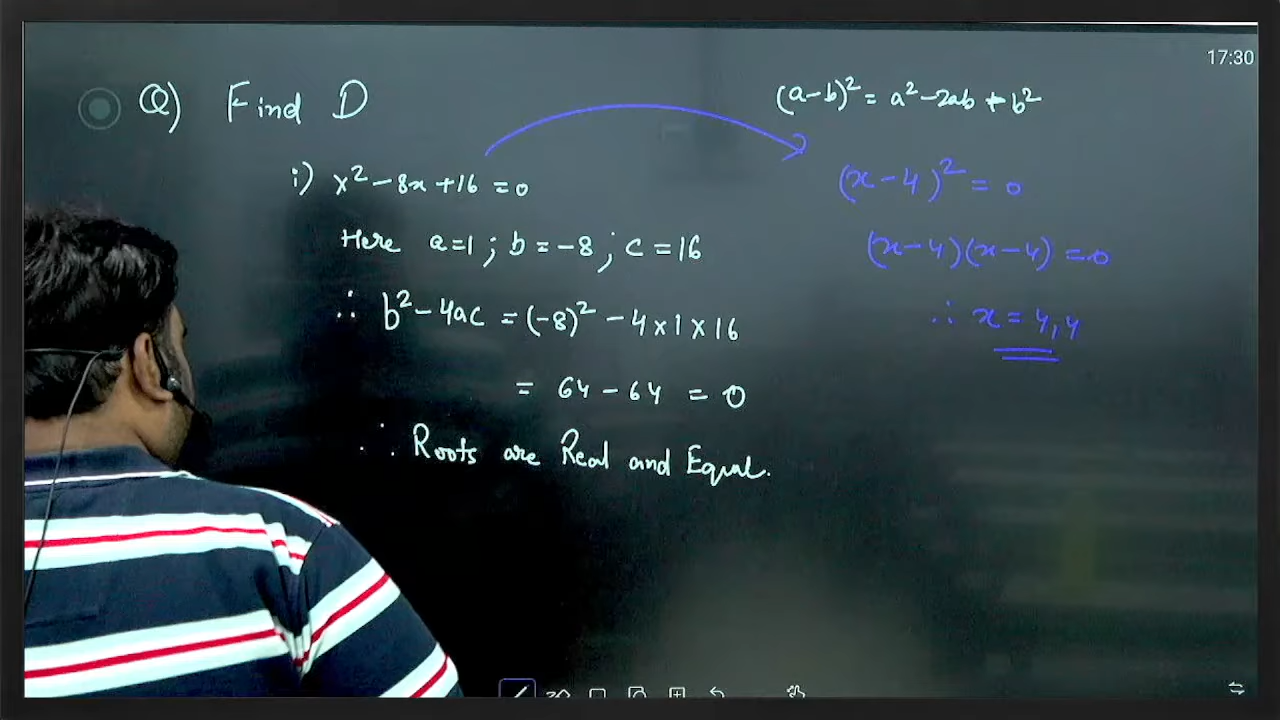 17:30
Q) Find D
i) x² - 8x + 16 = 0
Here a=1 ; b = -8 ; c = 16
∴ b² - 4ac = (-8)² - 4 × 1 × 16
= 64 - 64 = 0
∴ Roots are Real and Equal.
(a-b)² = a² - 2ab + b²
(x - 4)² = 0
(x-4)(x-4) = 0
∴ x = 4, 4